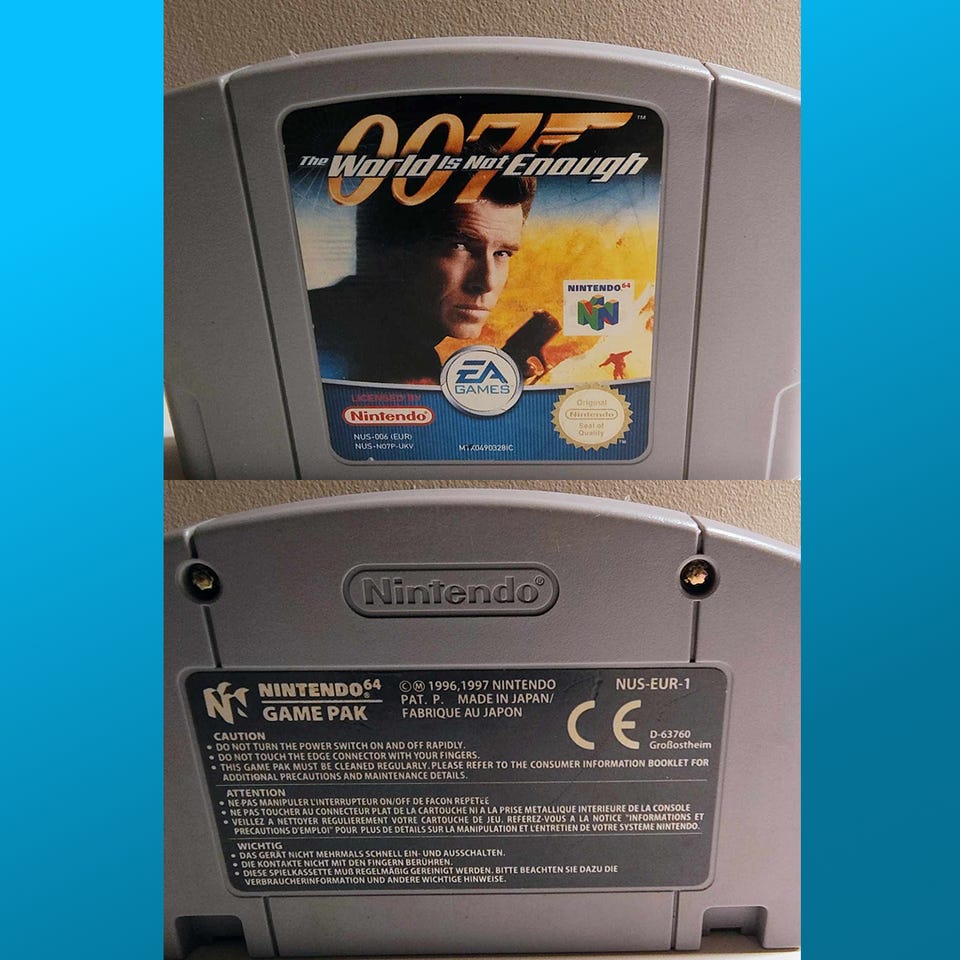 007 ™
The World Is Not Enough
NINTENDO 64
EA
GAMES
LICENSED BY
Nintendo®
NUS-006 (EUR)
NUS-N07P-UKV
MTX0490328IC
Original
Nintendo
Seal of
Quality
™
Nintendo®
NINTENDO®64
GAME PAK
©Ⓜ 1996,1997 NINTENDO
PAT. P. MADE IN JAPAN/
FABRIQUE AU JAPON
NUS-EUR-1
CE
D-63760
Großostheim
CAUTION
• DO NOT TURN THE POWER SWITCH ON AND OFF RAPIDLY.
• DO NOT TOUCH THE EDGE CONNECTOR WITH YOUR FINGERS.
• THIS GAME PAK MUST BE CLEANED REGULARLY. PLEASE REFER TO THE CONSUMER INFORMATION BOOKLET FOR
ADDITIONAL PRECAUTIONS AND MAINTENANCE DETAILS.
ATTENTION
• NE PAS MANIPULER L'INTERRUPTEUR ON/OFF DE FACON REPETEE
• NE PAS TOUCHER AU CONNECTEUR PLAT DE LA CARTOUCHE NI A LA PRISE METALLIQUE INTERIEURE DE LA CONSOLE
• VEILLEZ A NETTOYER REGULIEREMENT VOTRE CARTOUCHE DE JEU. REFEREZ-VOUS A LA NOTICE "INFORMATIONS ET
PRECAUTIONS D'EMPLOI" POUR PLUS DE DETAILS SUR LA MANIPULATION ET L'ENTRETIEN DE VOTRE SYSTEME NINTENDO.
WICHTIG
• DAS GERÄT NICHT MEHRMALS SCHNELL EIN- UND AUSSCHALTEN.
• DIE KONTAKTE NICHT MIT DEN FINGERN BERÜHREN.
• DIESE SPIELKASSETTE MUß REGELMÄßIG GEREINIGT WERDEN. BITTE BEACHTEN SIE DAZU DIE
VERBRAUCHERINFORMATION UND ANDERE WICHTIGE HINWEISE.